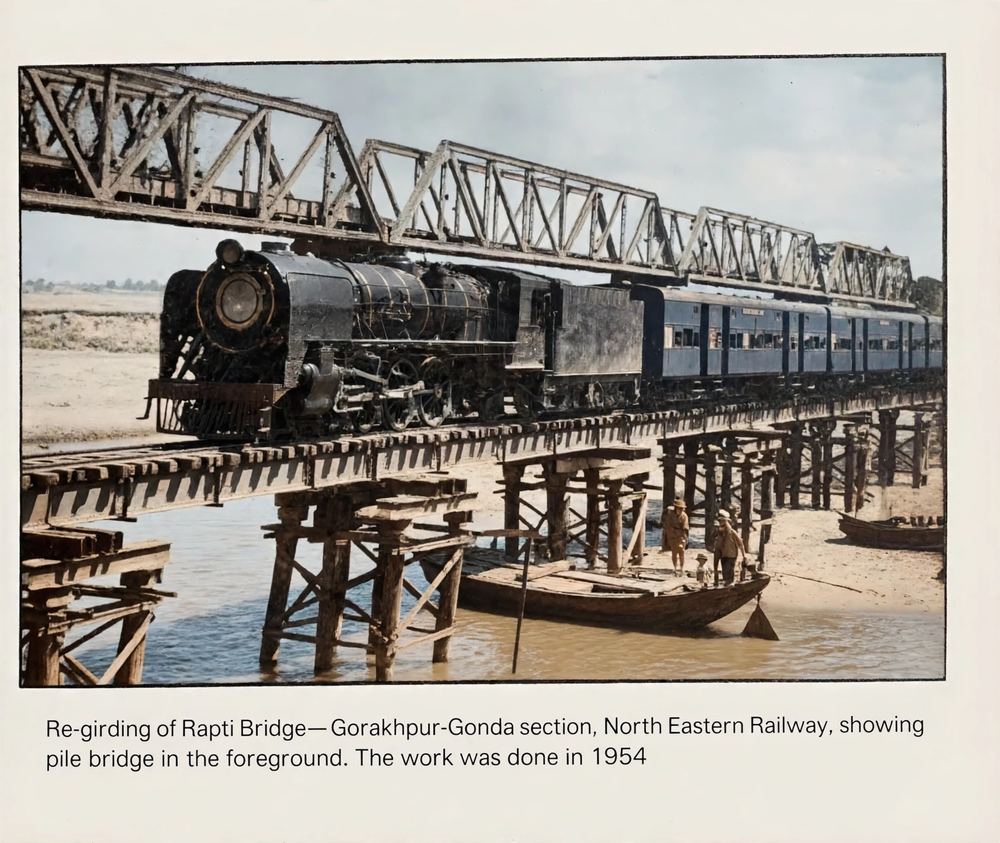 Re-girding of Rapti Bridge— Gorakhpur-Gonda section, North Eastern Railway, showing
pile bridge in the foreground. The work was done in 1954